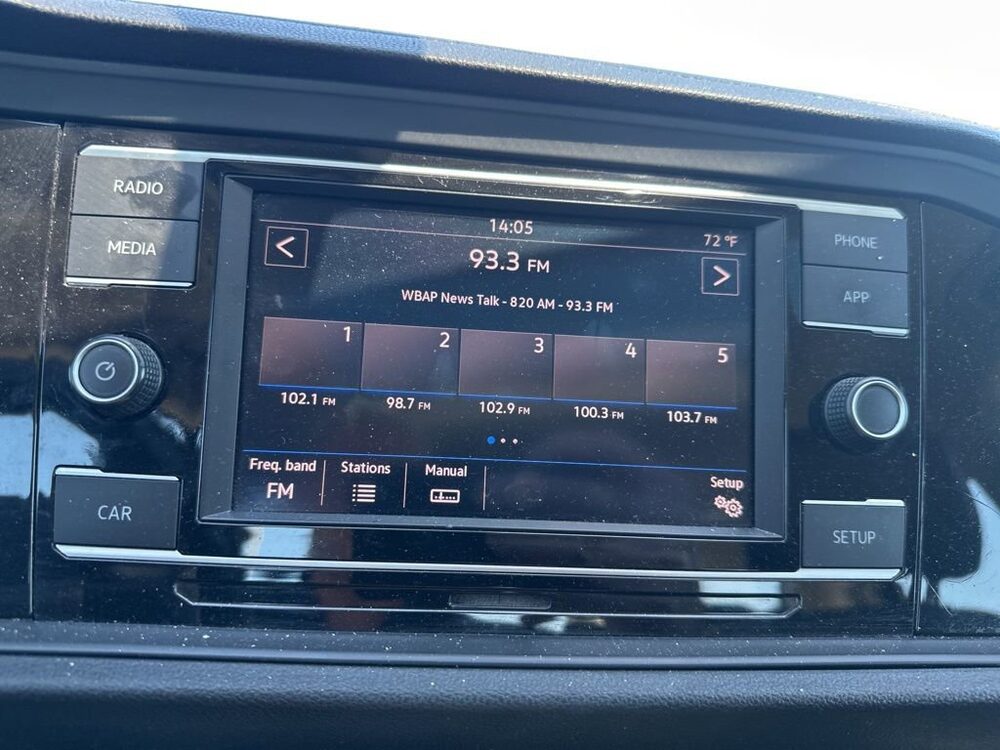 RADIO
MEDIA
14:05
72 °F
<
93.3 FM
>
WBAP News Talk - 820 AM - 93.3 FM
1
2
3
4
5
102.1 FM
98.7 FM
102.9 FM
100.3 FM
103.7 FM
Freq. band
FM
Stations
Manual
Setup
PHONE
APP
CAR
SETUP